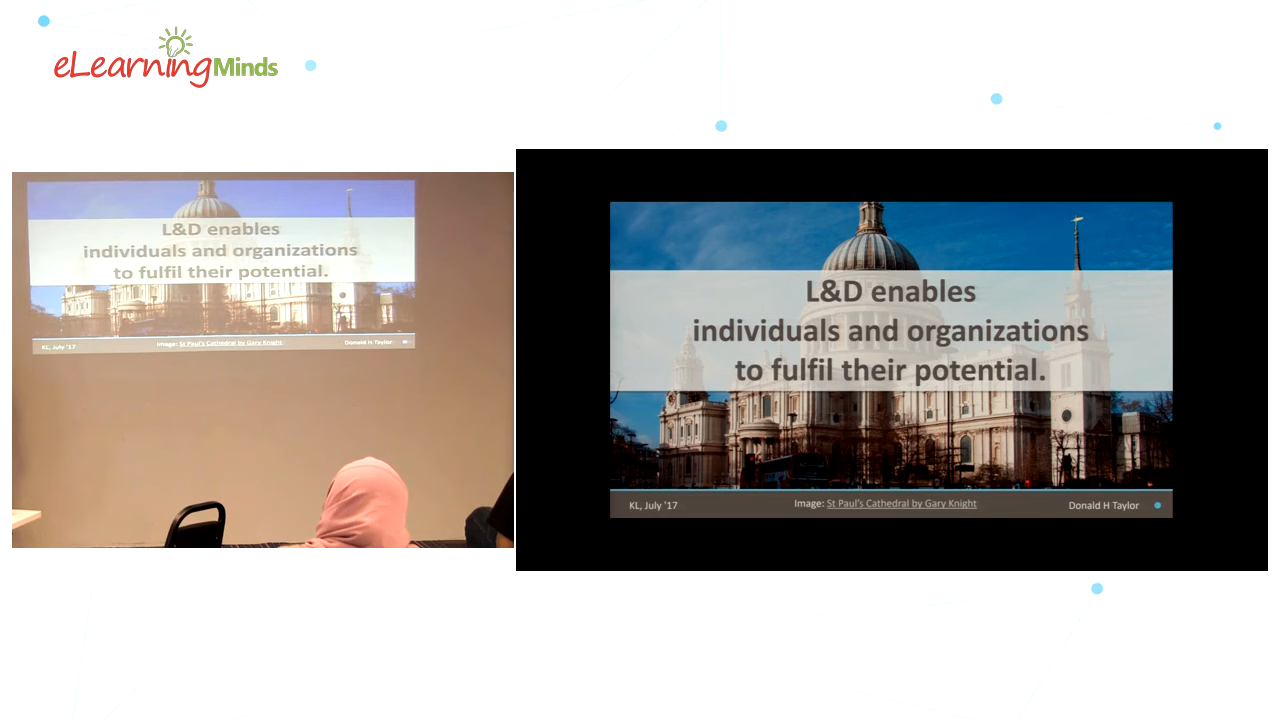 eLearningMinds
L&D enables
individuals and organizations
to fulfil their potential.
KL, July '17
Image: St Paul's Cathedral by Gary Knight
Donald H Taylor
L&D enables
individuals and organizations
to fulfil their potential.
KL, July '17
Image: St Paul's Cathedral by Gary Knight
Donald H Taylor